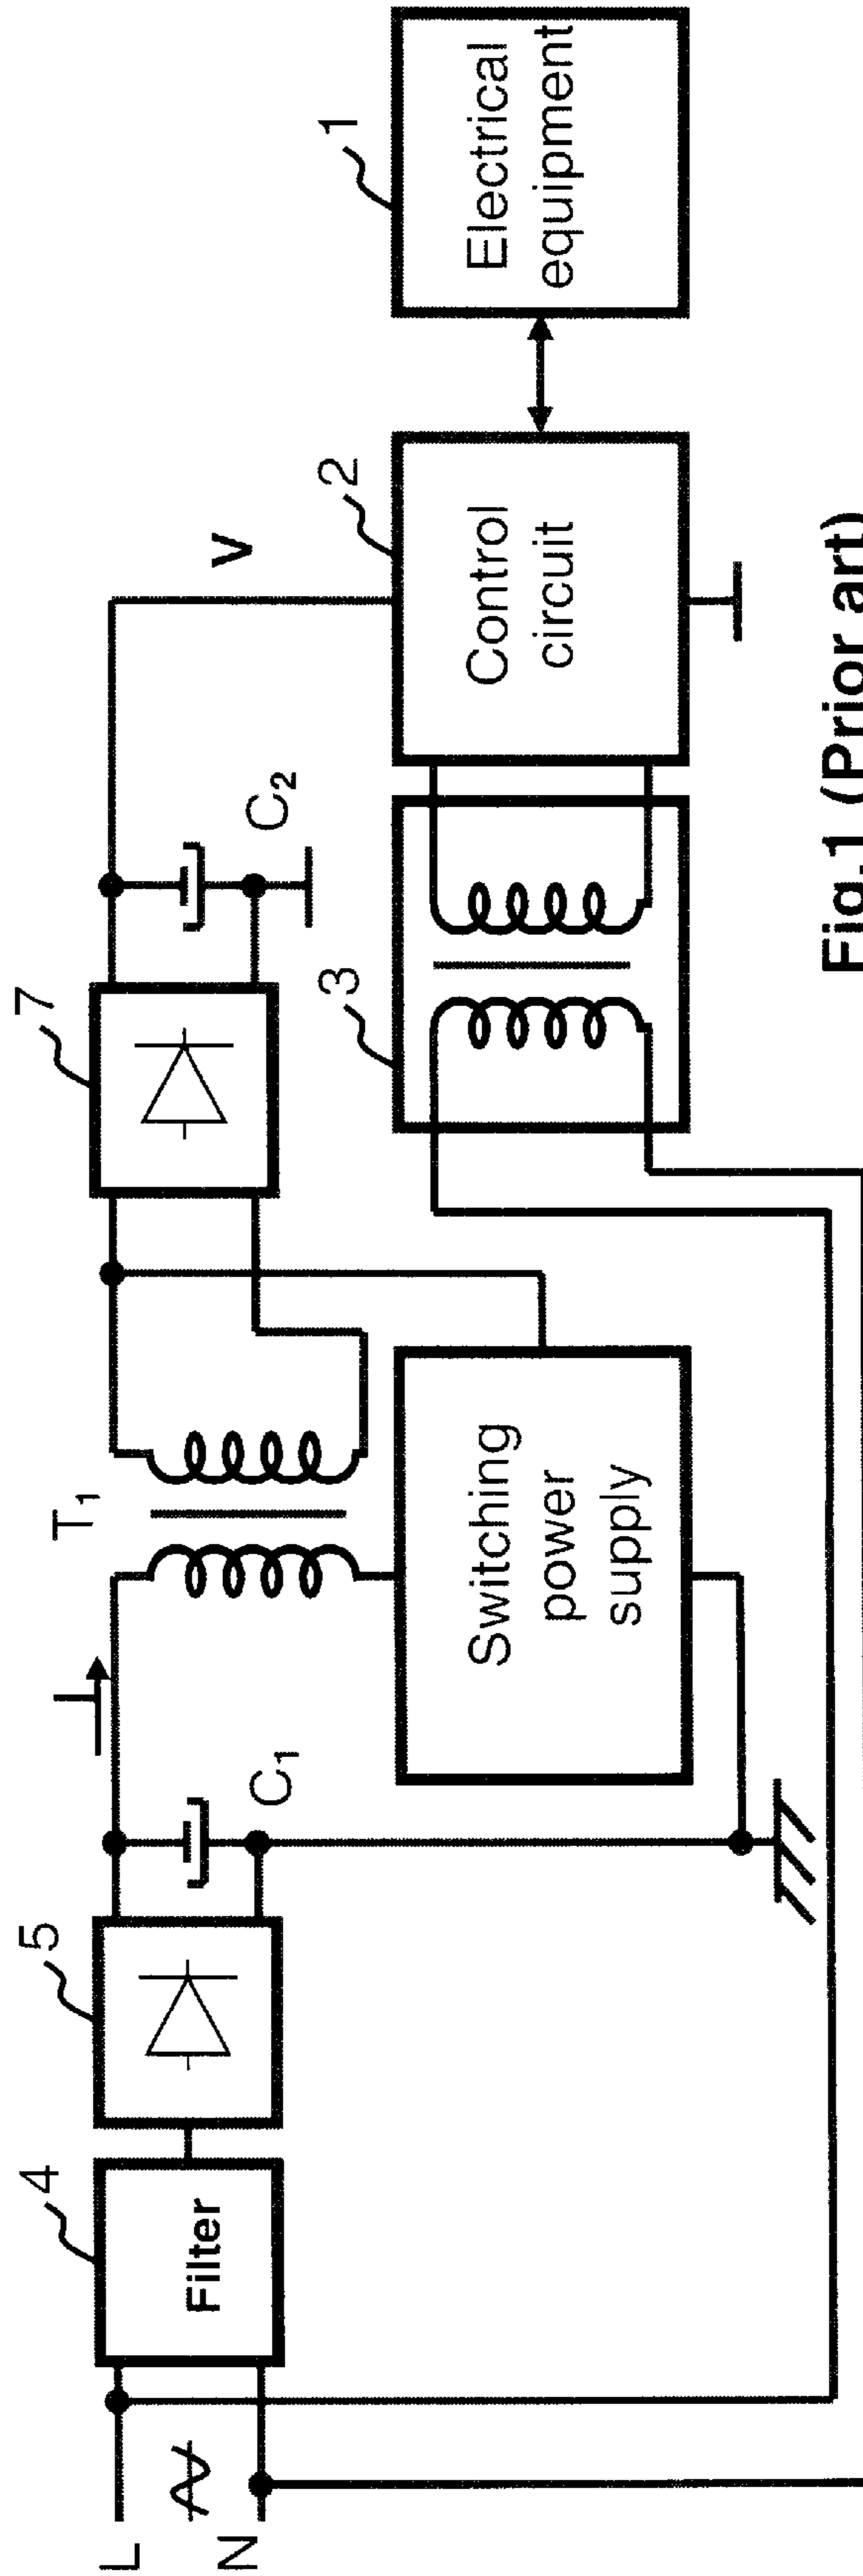 L
N
4
Filter
5
C1
T1
Switching
power
supply
7
C2
V
3
2
Control
circuit
1
Electrical
equipment
Fig.1 (Prior art)